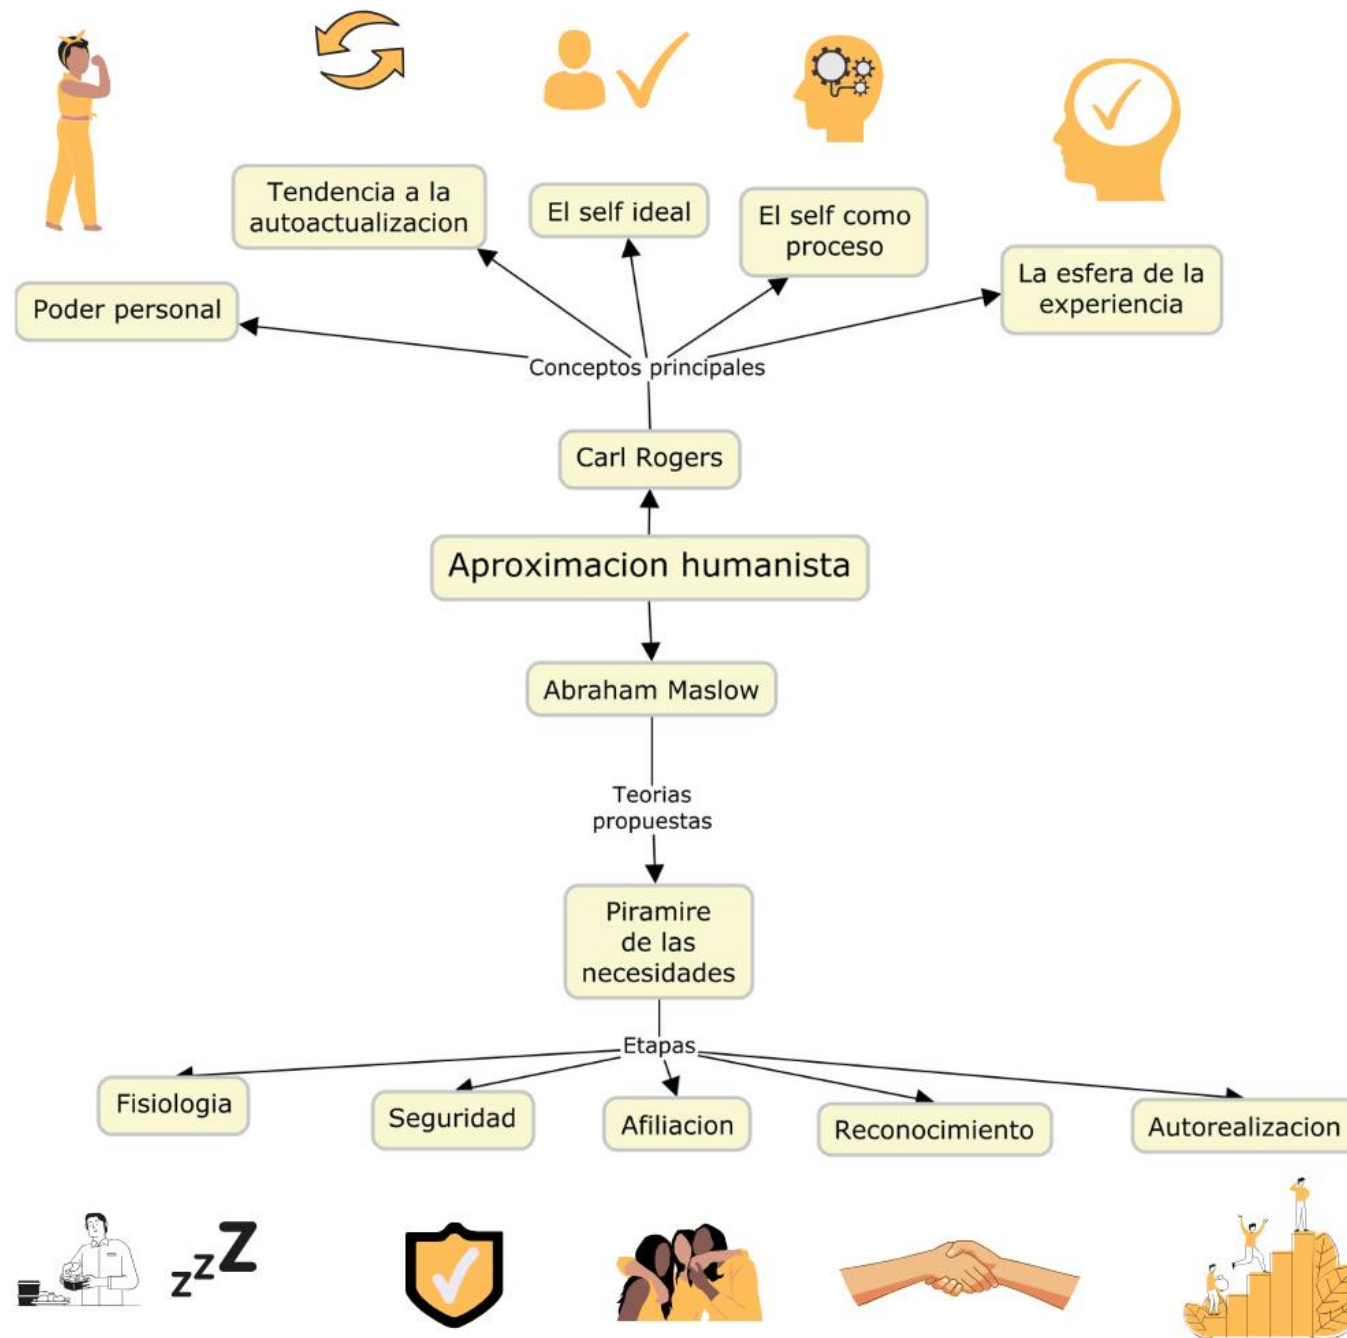 Tendencia a la
autoactualizacion
El self ideal
El self como
proceso
La esfera de la
experiencia
Poder personal
Conceptos principales
Carl Rogers
Aproximacion humanista
Abraham Maslow
Teorias
propuestas
Piramire
de las
necesidades
Etapas
Fisiologia
Seguridad
Afiliacion
Reconocimiento
Autorealizacion
zzZ